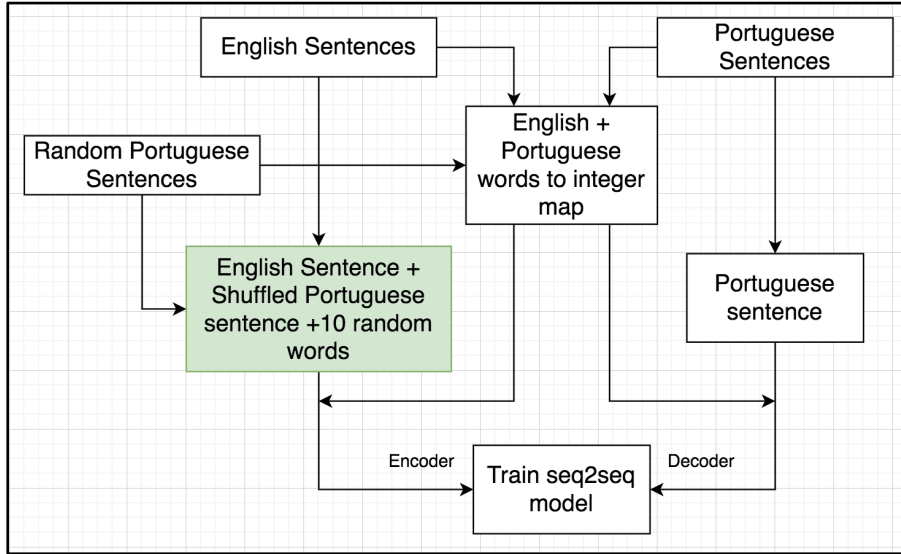 English Sentences
Portuguese
Sentences
Random Portuguese
Sentences
English +
Portuguese
words to integer
map
English Sentence +
Shuffled Portuguese
sentence +10 random
words
Portuguese
sentence
Encoder
Train seq2seq
model
Decoder